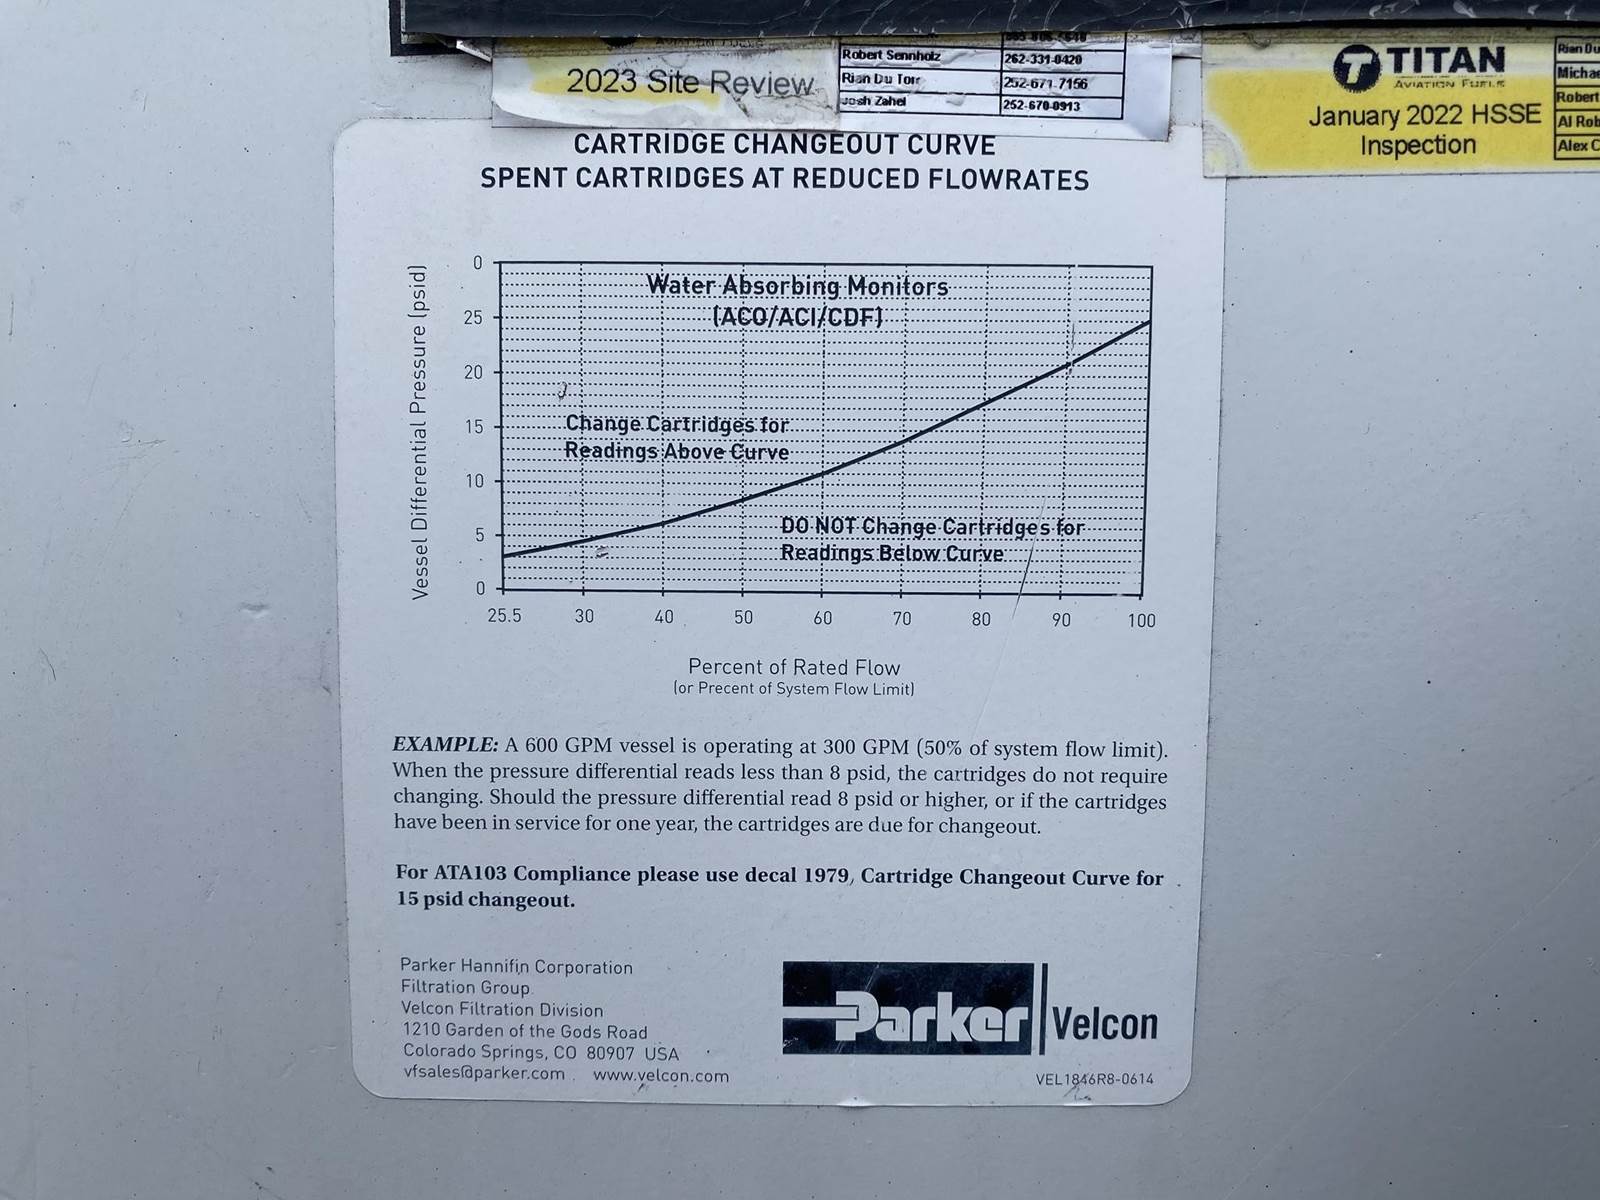 2023 Site Review
Robert Sennholz 262-331-0420
Rian Du Toit 252-671-7156
Josh Zahel 252-670-0913
TITAN
AVIATION FUELS
January 2022 HSSE
Inspection
Rian Du
Michae
Robert
Al Rob
Alex C
CARTRIDGE CHANGEOUT CURVE
SPENT CARTRIDGES AT REDUCED FLOWRATES
Vessel Differential Pressure (psid)
0
25
20
15
10
5
0
Water Absorbing Monitors
(ACO/ACI/CDF)
Change Cartridges for
Readings Above Curve
DO NOT Change Cartridges for
Readings Below Curve
25.5 30 40 50 60 70 80 90 100
Percent of Rated Flow
(or Precent of System Flow Limit)
EXAMPLE: A 600 GPM vessel is operating at 300 GPM (50% of system flow limit).
When the pressure differential reads less than 8 psid, the cartridges do not require
changing. Should the pressure differential read 8 psid or higher, or if the cartridges
have been in service for one year, the cartridges are due for changeout.
For ATA103 Compliance please use decal 1979, Cartridge Changeout Curve for
15 psid changeout.
Parker Hannifin Corporation
Filtration Group
Velcon Filtration Division
1210 Garden of the Gods Road
Colorado Springs, CO 80907 USA
vfsales@parker.com www.velcon.com
Parker Velcon
VEL1846R8-0614